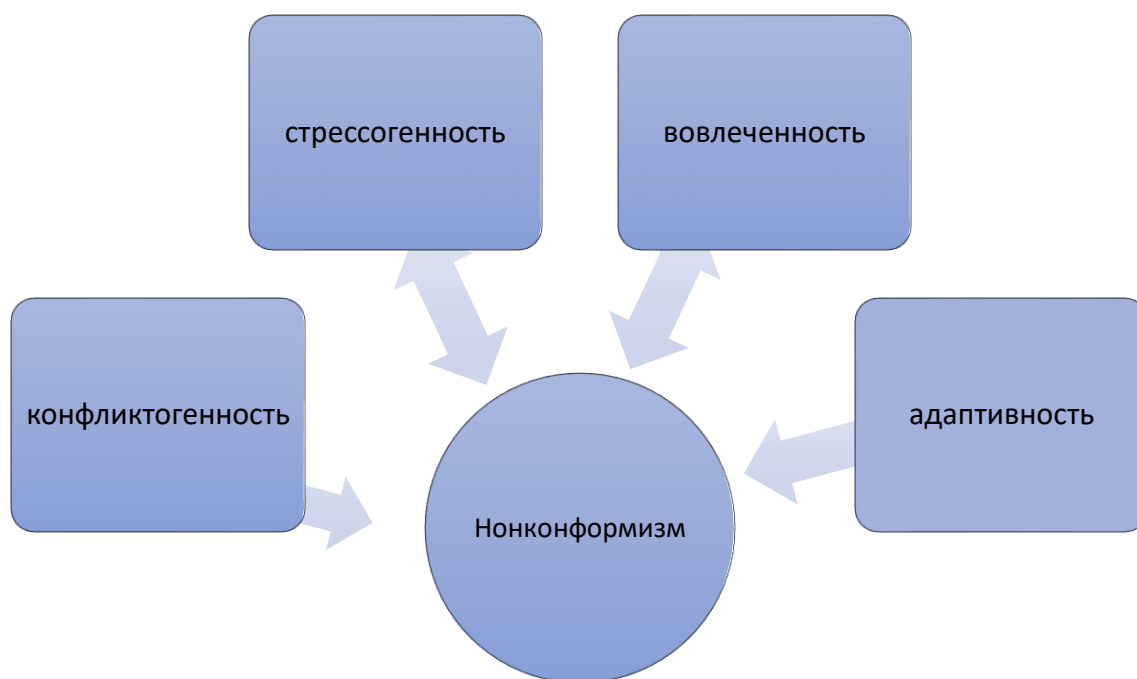 стрессогенность
вовлеченность
конфликтогенность
адаптивность
Нонконформизм